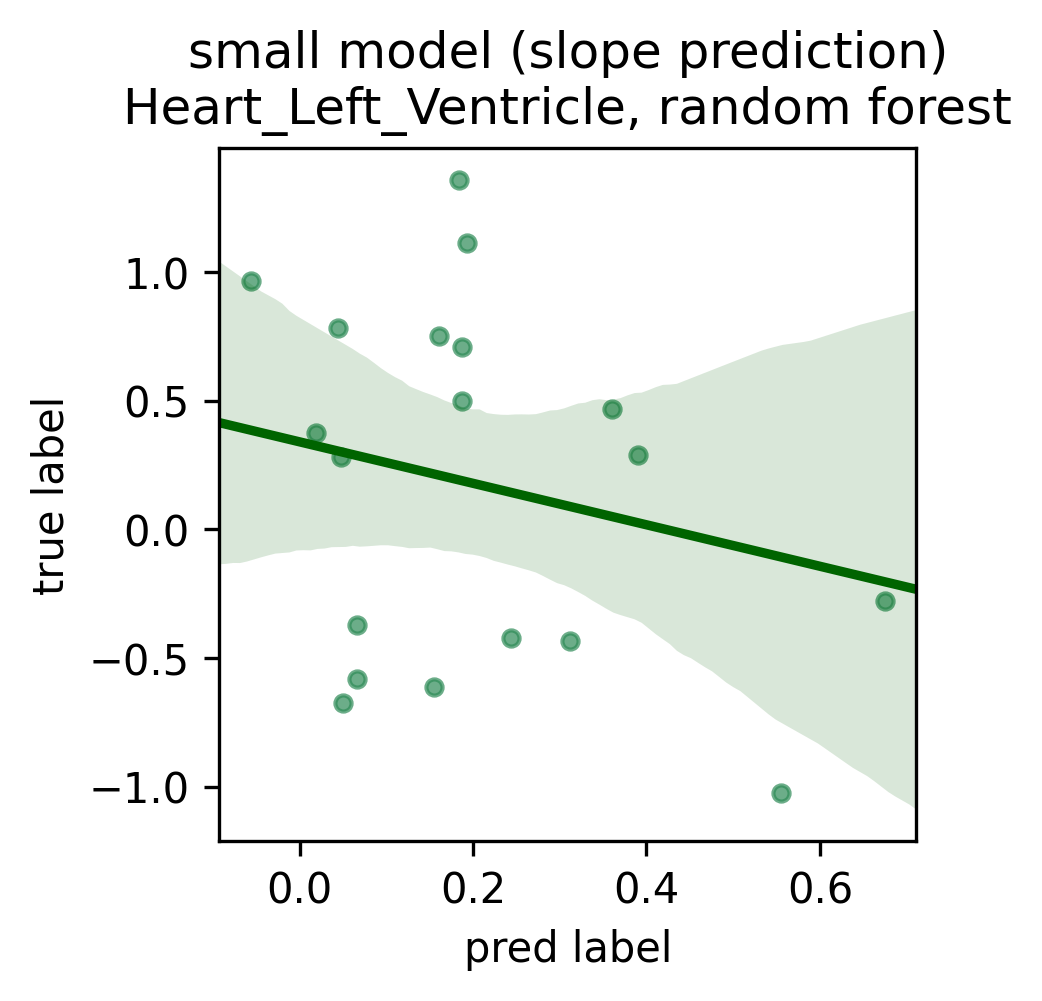 small model (slope prediction)
Heart_Left_Ventricle, random forest
1.0
0.5
0.0
−0.5
−1.0
true label
0.0 0.2 0.4 0.6
pred label